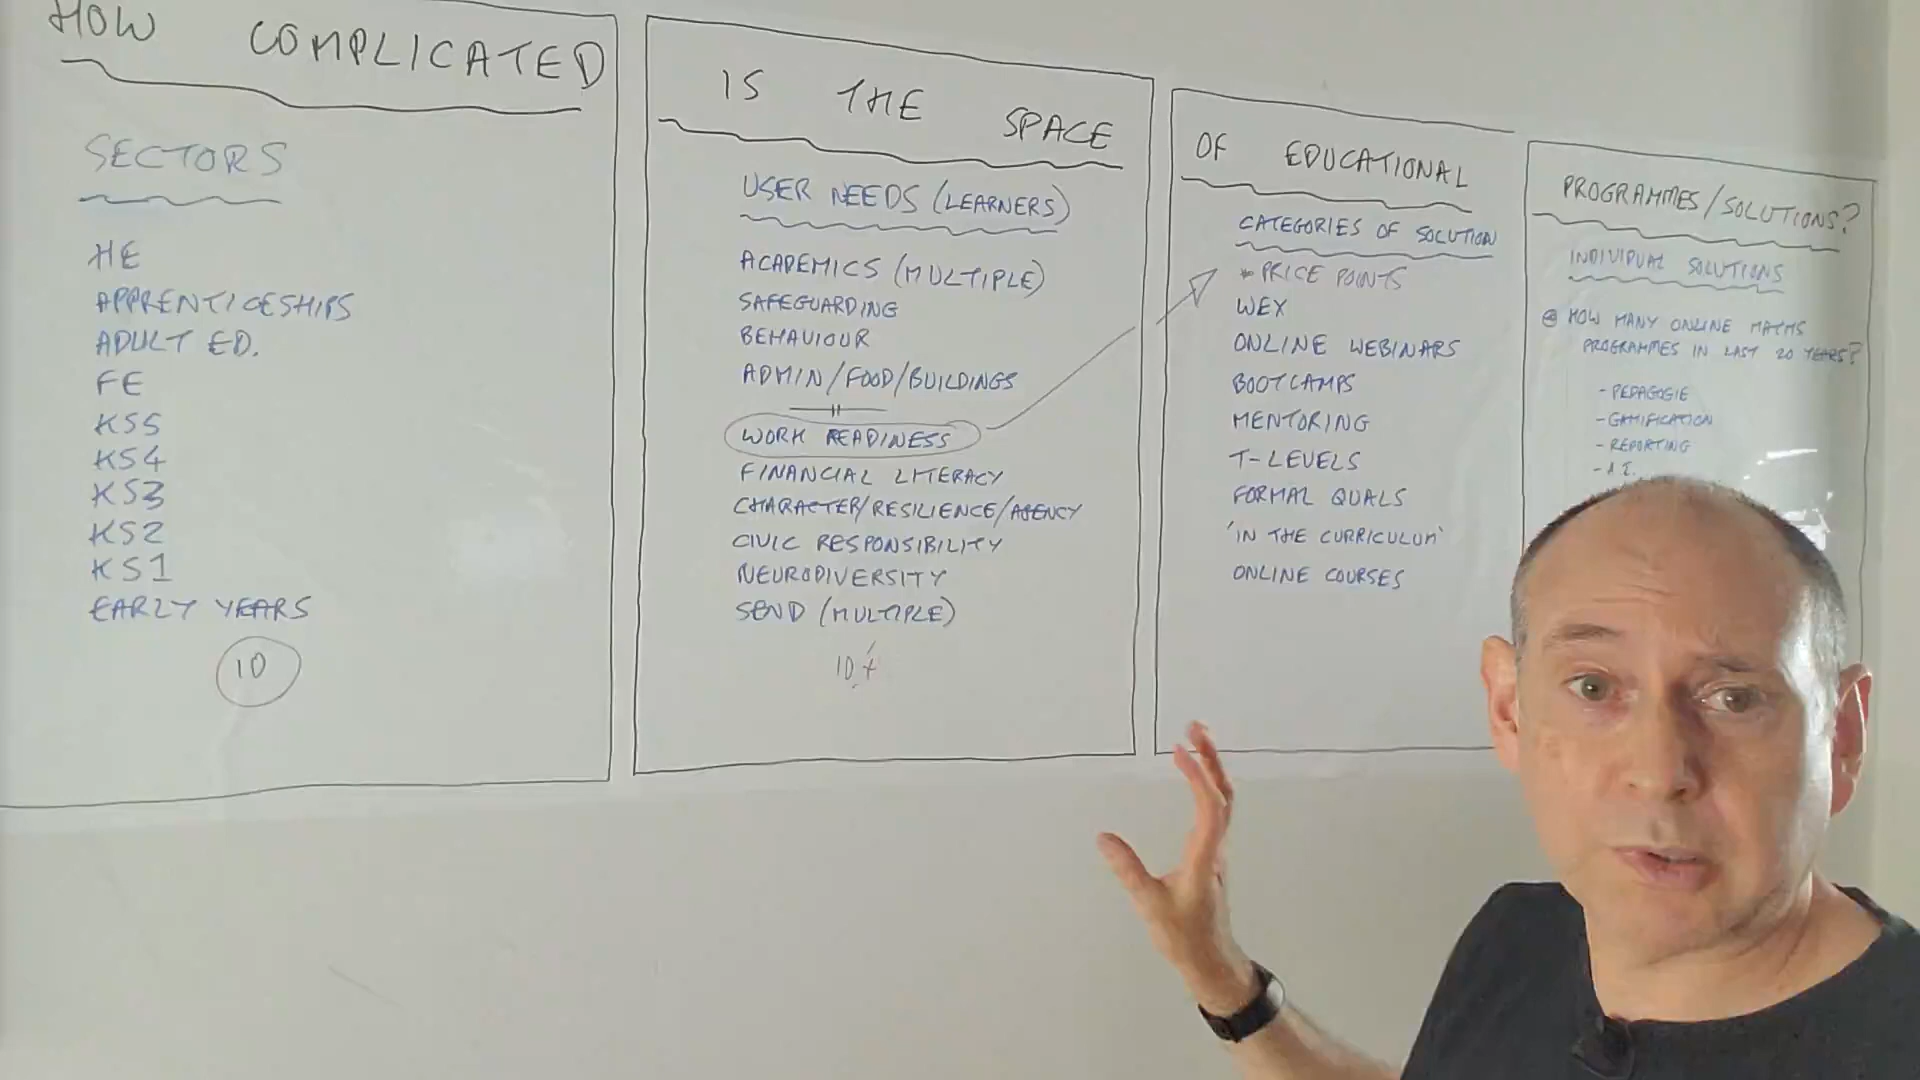 HOW COMPLICATED
SECTORS
HE
APPRENTICESHIPS
ADULT ED.
FE
KS5
KS4
KS3
KS2
KS1
EARLY YEARS
10
IS THE SPACE
USER NEEDS (LEARNERS)
ACADEMICS (MULTIPLE)
SAFEGUARDING
BEHAVIOUR
ADMIN/FOOD/BUILDINGS
WORK READINESS
FINANCIAL LITERACY
CHARACTER/RESILIENCE/AGENCY
CIVIC RESPONSIBILITY
NEURODIVERSITY
SEND (MULTIPLE)
10+
OF EDUCATIONAL
CATEGORIES OF SOLUTION
* PRICE POINTS
WEX
ONLINE WEBINARS
BOOTCAMPS
MENTORING
T-LEVELS
FORMAL QUALS
'IN THE CURRICULUM'
ONLINE COURSES
PROGRAMMES/SOLUTIONS?
INDIVIDUAL SOLUTIONS
HOW MANY ONLINE MATHS
PROGRAMMES IN LAST 20 YEARS?
- PEDAGOGIE
- GAMIFICATION
- REPORTING